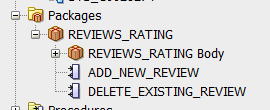 Packages
REVIEWS_RATING
REVIEWS_RATING Body
ADD_NEW_REVIEW
DELETE_EXISTING_REVIEW
Procedures